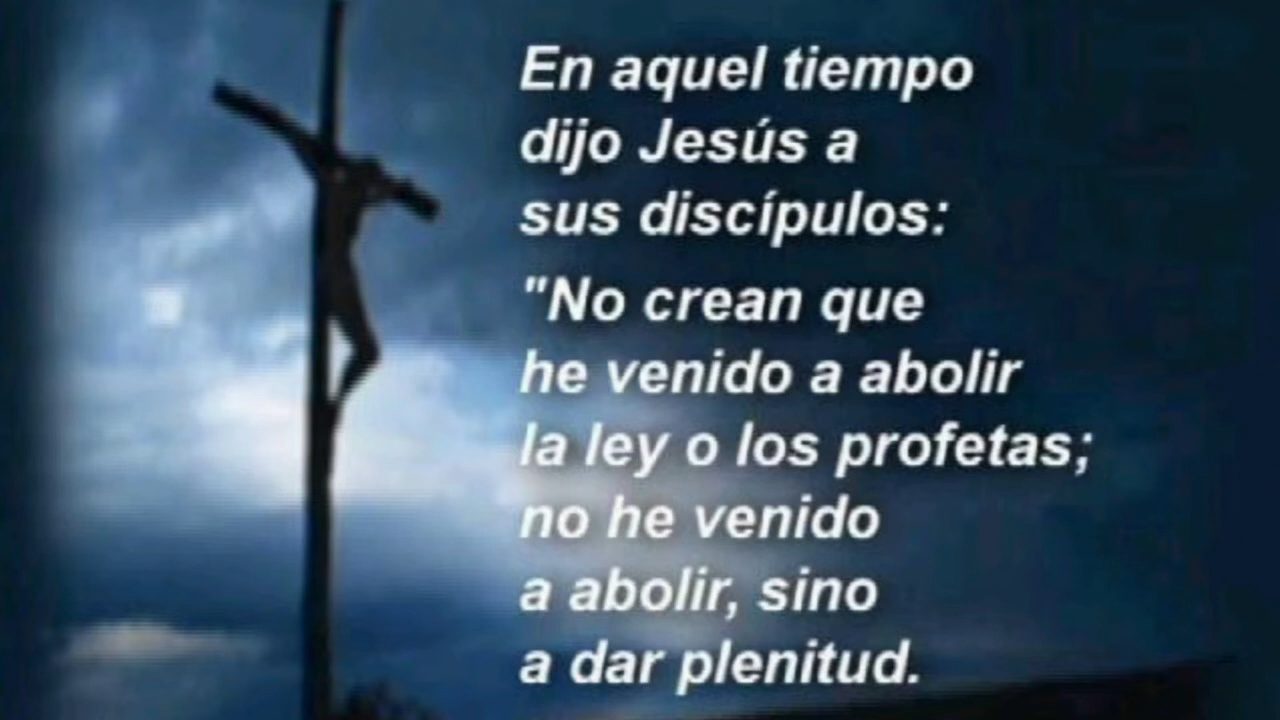 En aquel tiempo
dijo Jesús a
sus discípulos:
"No crean que
he venido a abolir
la ley o los profetas;
no he venido
a abolir, sino
a dar plenitud.